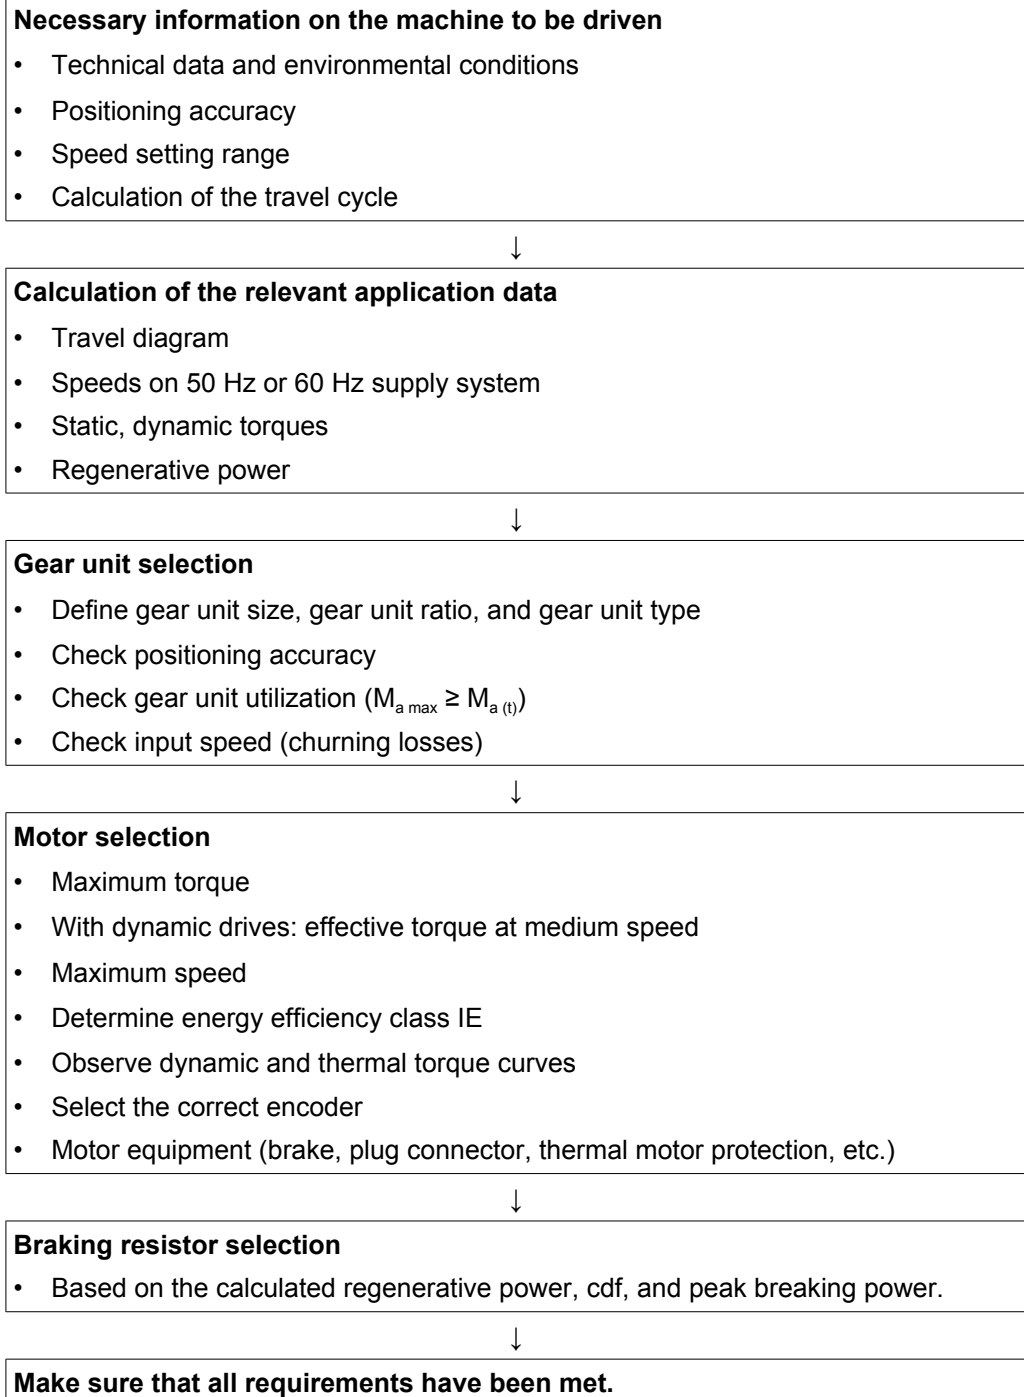 Necessary information on the machine to be driven
• Technical data and environmental conditions
• Positioning accuracy
• Speed setting range
• Calculation of the travel cycle
↓
Calculation of the relevant application data
• Travel diagram
• Speeds on 50 Hz or 60 Hz supply system
• Static, dynamic torques
• Regenerative power
↓
Gear unit selection
• Define gear unit size, gear unit ratio, and gear unit type
• Check positioning accuracy
• Check gear unit utilization (Ma max ≥ Ma (t))
• Check input speed (churning losses)
↓
Motor selection
• Maximum torque
• With dynamic drives: effective torque at medium speed
• Maximum speed
• Determine energy efficiency class IE
• Observe dynamic and thermal torque curves
• Select the correct encoder
• Motor equipment (brake, plug connector, thermal motor protection, etc.)
↓
Braking resistor selection
• Based on the calculated regenerative power, cdf, and peak breaking power.
↓
Make sure that all requirements have been met.